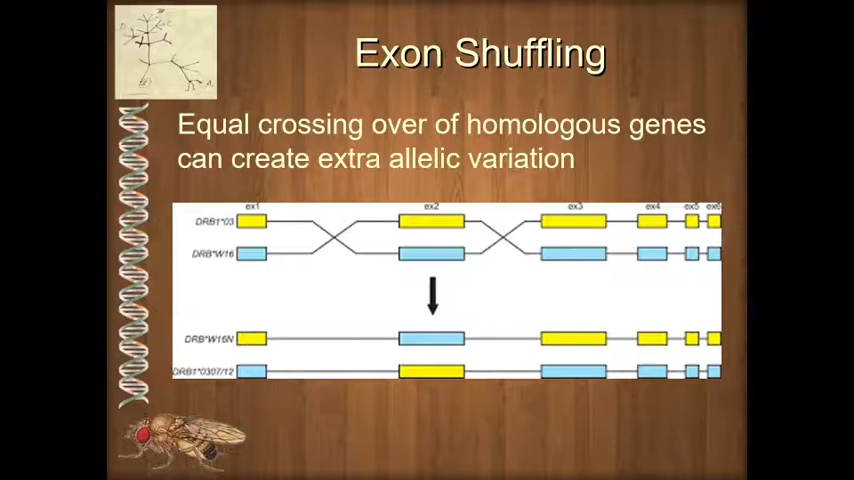 Exon Shuffling
Equal crossing over of homologous genes
can create extra allelic variation
ex1 ex2 ex3 ex4 ex5 ex6
DRB1*03
DRB*W16
DRB*W16N
DRB1*0307/12